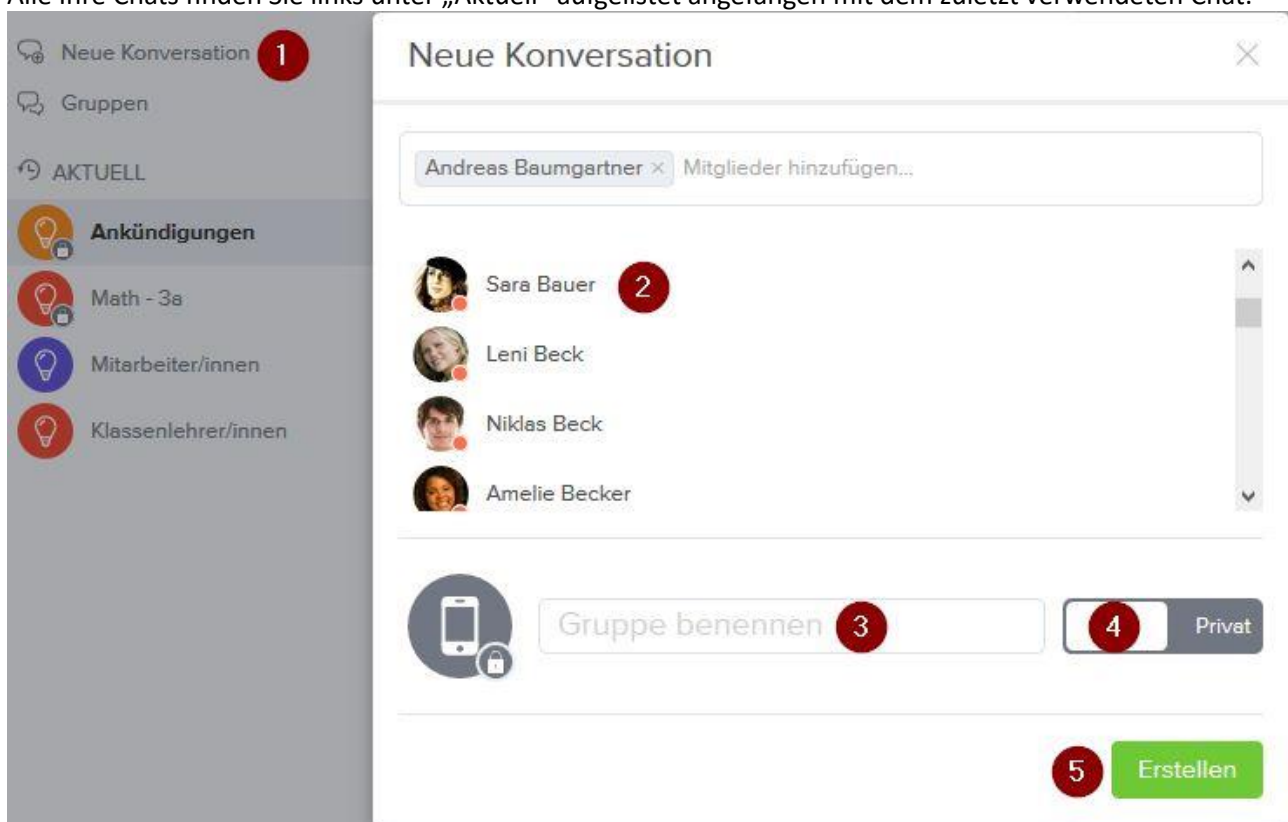 Alle Ihre Chats finden Sie links unter „Aktuell“ aufgelistet angefangen mit dem zuletzt verwendeten Chat.
Neue Konversation 1
Gruppen
AKTUELL
Ankündigungen
Math - 3a
Mitarbeiter/innen
Klassenlehrer/innen
Neue Konversation ×
Andreas Baumgartner × Mitglieder hinzufügen...
Sara Bauer 2
Leni Beck
Niklas Beck
Amelie Becker
Gruppe benennen 3
4 Privat
5 Erstellen